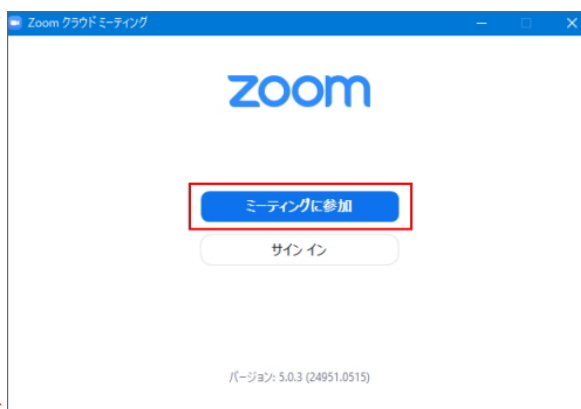 Zoom クラウド ミーティング
zoom
ミーティングに参加
サイン イン
バージョン: 5.0.3 (24951.0515)